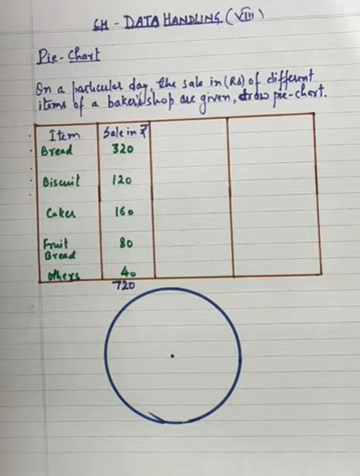 CH - DATA HANDLING (VIII)
Pie-Chart
On a particular day, the sale in (Rs) of different
items of a baker's shop are given, draw pie-chart.
Item Sale in ₹
Bread 320
Biscuit 120
Cakes 160
Fruit Bread 80
Others 40
720